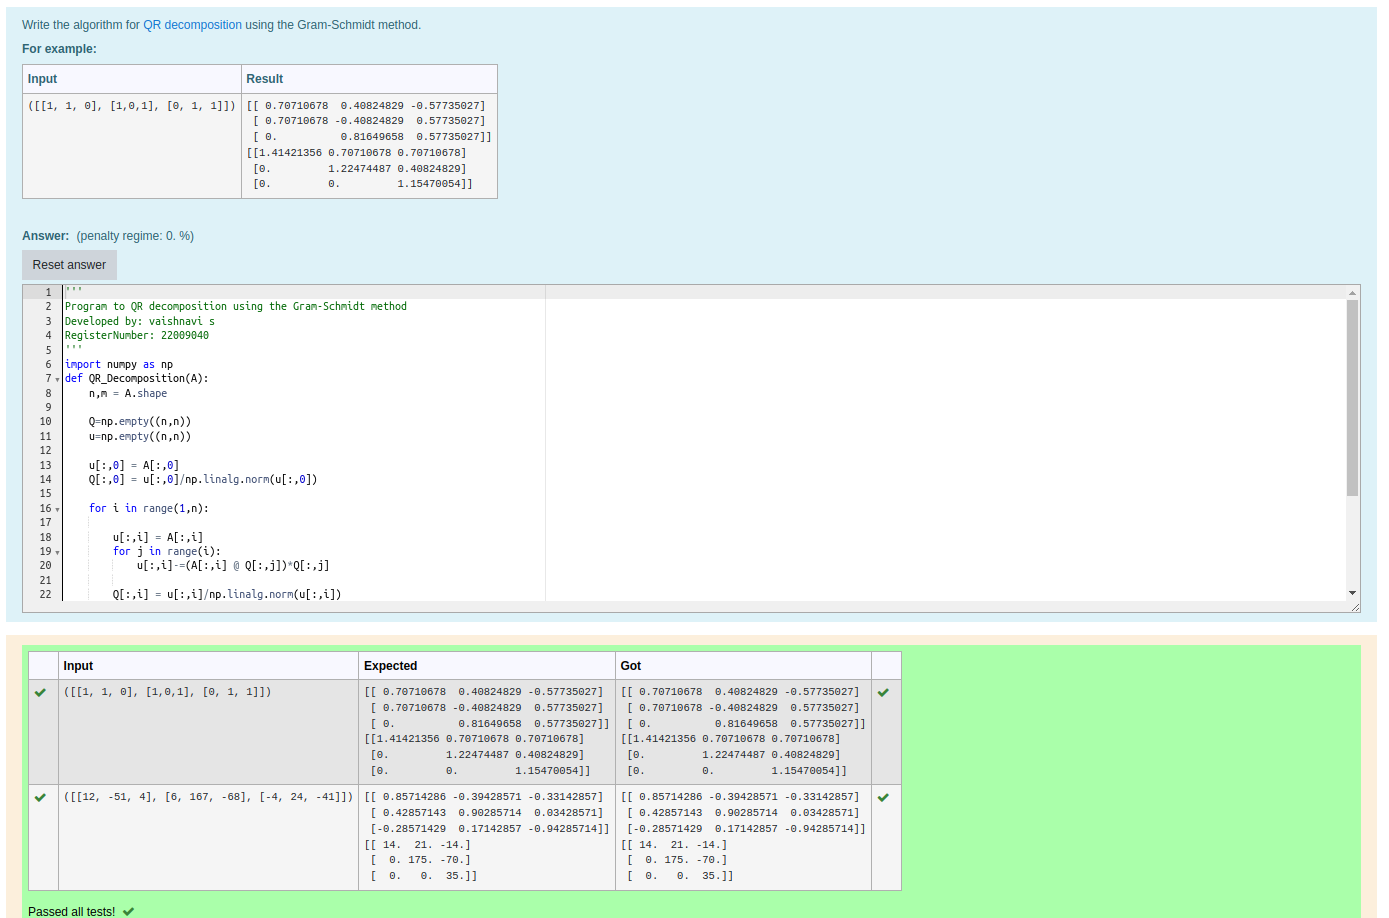 Write the algorithm for QR decomposition using the Gram-Schmidt method.
For example:
Input Result
([[1, 1, 0], [1,0,1], [0, 1, 1]]) [[ 0.70710678  0.40824829 -0.57735027]
[ 0.70710678 -0.40824829  0.57735027]
[ 0.          0.81649658  0.57735027]]
[[1.41421356 0.70710678 0.70710678]
[0.         1.22474487 0.40824829]
[0.         0.         1.15470054]]
Answer: (penalty regime: 0. %)
Reset answer
1 '''
2 Program to QR decomposition using the Gram-Schmidt method
3 Developed by: vaishnavi s
4 RegisterNumber: 22009040
5 '''
6 import numpy as np
7 def QR_Decomposition(A):
8     n,m = A.shape
9
10     Q=np.empty((n,n))
11     u=np.empty((n,n))
12
13     u[:,0] = A[:,0]
14     Q[:,0] = u[:,0]/np.linalg.norm(u[:,0])
15
16     for i in range(1,n):
17
18         u[:,i] = A[:,i]
19         for j in range(i):
20             u[:,i]-=(A[:,i] @ Q[:,j])*Q[:,j]
21
22         Q[:,i] = u[:,i]/np.linalg.norm(u[:,i])
Input Expected Got
([[1, 1, 0], [1,0,1], [0, 1, 1]]) [[ 0.70710678  0.40824829 -0.57735027] [[ 0.70710678  0.40824829 -0.57735027]
[ 0.70710678 -0.40824829  0.57735027] [ 0.70710678 -0.40824829  0.57735027]
[ 0.          0.81649658  0.57735027]] [ 0.          0.81649658  0.57735027]]
[[1.41421356 0.70710678 0.70710678] [[1.41421356 0.70710678 0.70710678]
[0.         1.22474487 0.40824829] [0.         1.22474487 0.40824829]
[0.         0.         1.15470054]] [0.         0.         1.15470054]]
([[12, -51, 4], [6, 167, -68], [-4, 24, -41]]) [[ 0.85714286 -0.39428571 -0.33142857] [[ 0.85714286 -0.39428571 -0.33142857]
[ 0.42857143  0.90285714  0.03428571] [ 0.42857143  0.90285714  0.03428571]
[-0.28571429  0.17142857 -0.94285714]] [-0.28571429  0.17142857 -0.94285714]]
[[ 14.  21. -14.] [[ 14.  21. -14.]
[  0. 175. -70.] [  0. 175. -70.]
[  0.   0.  35.]] [  0.   0.  35.]]
Passed all tests!